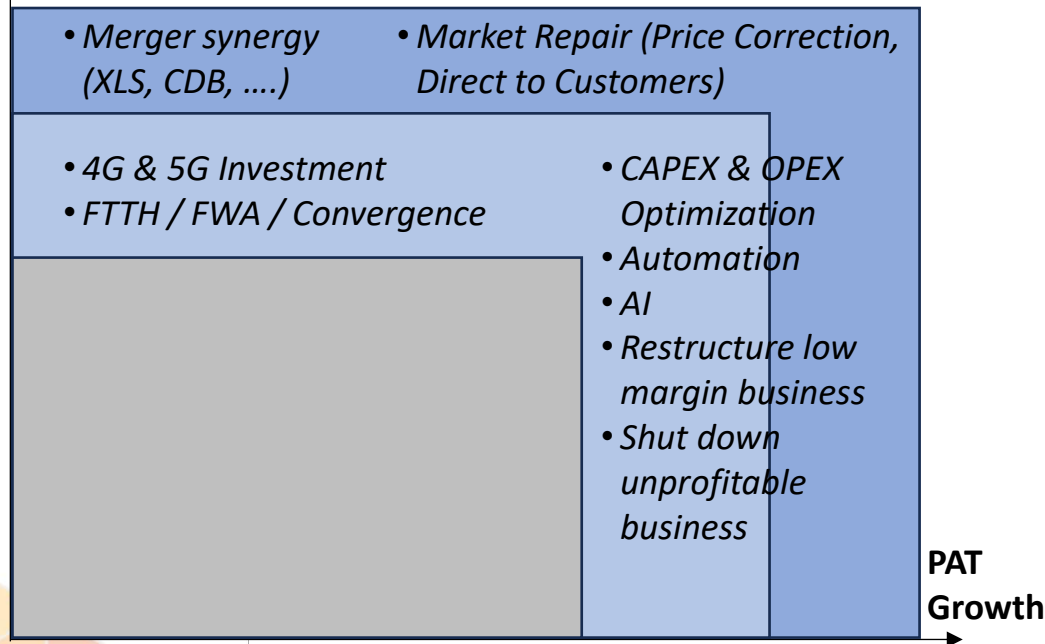 • Merger synergy
(XLS, CDB, ....)
• Market Repair (Price Correction,
Direct to Customers)
• 4G & 5G Investment
• FTTH / FWA / Convergence
• CAPEX & OPEX
Optimization
• Automation
• AI
• Restructure low
margin business
• Shut down
unprofitable
business
PAT
Growth